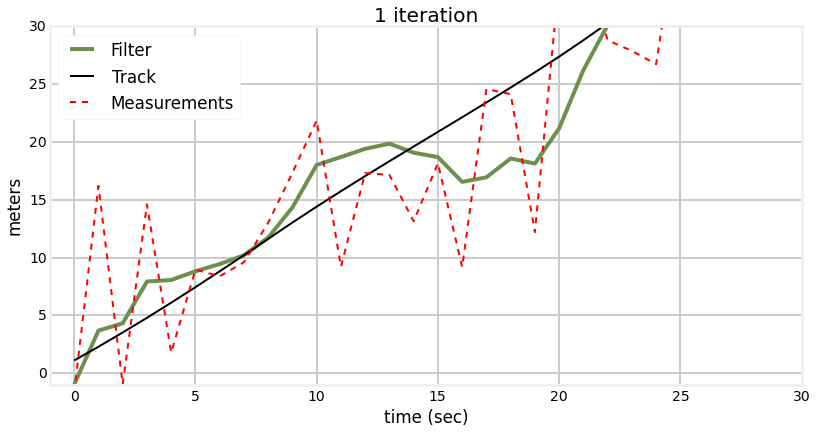 1 iteration
Filter
Track
Measurements
meters
30
25
20
15
10
5
0
0 5 10 15 20 25 30
time (sec)